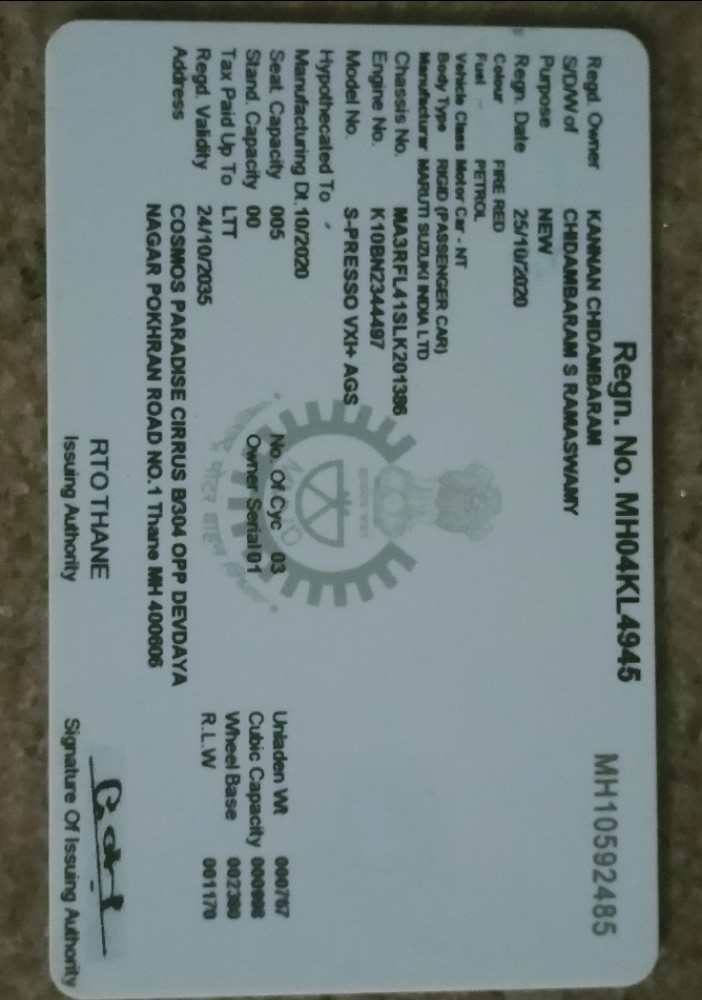 Regn. No. MH04KL4945 MH10592485
Regd. Owner KANNAN CHIDAMBARAM
S/D/W/of CHIDAMBARAM S RAMASWAMY
Purpose NEW
Regn. Date 25/10/2020
Colour FIRE RED
Fuel PETROL
Vehicle Class Motor Car - NT
Body Type RIGID (PASSENGER CAR)
Manufacturer MARUTI SUZUKI INDIA LTD
Chassis No. MA3RFL41SLK201386
Engine No. K10BN2344497
Model No. S-PRESSO VXI+ AGS
Hypothecated To
Manufacturing Dt. 10/2020 No. Of Cyc 03 Unladen Wt 000767
Seat. Capacity 005 Owner Serial 01 Cubic Capacity 000998
Stand. Capacity 00 Wheel Base 002380
Tax Paid Up To LTT R.L.W 001170
Regd. Validity 24/10/2035
Address COSMOS PARADISE CIRRUS B/304 OPP DEVDAYA
NAGAR POKHRAN ROAD NO.1 Thane MH 400606
RTO THANE
Issuing Authority Signature Of Issuing Authority